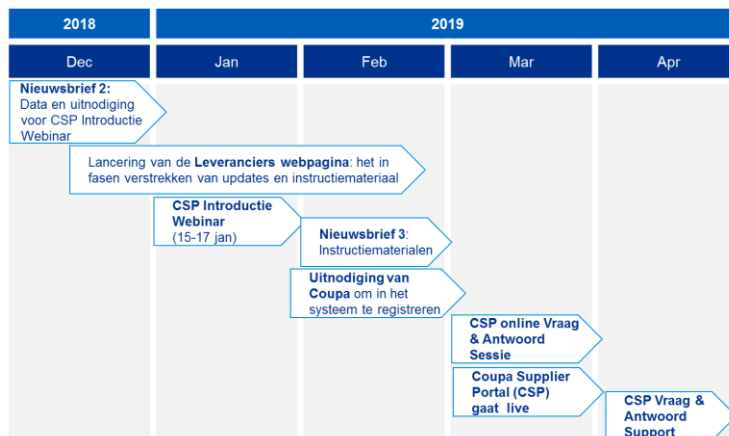 2018
2019
Dec
Jan
Feb
Mar
Apr
Nieuwsbrief 2:
Data en uitnodiging
voor CSP Introductie
Webinar
Lancering van de Leveranciers webpagina: het in
fasen verstrekken van updates en instructiemateriaal
CSP Introductie
Webinar
(15-17 jan)
Nieuwsbrief 3:
Instructiematerialen
Uitnodiging van
Coupa om in het
systeem te registreren
CSP online Vraag
& Antwoord
Sessie
Coupa Supplier
Portal (CSP)
gaat live
CSP Vraag &
Antwoord
Support